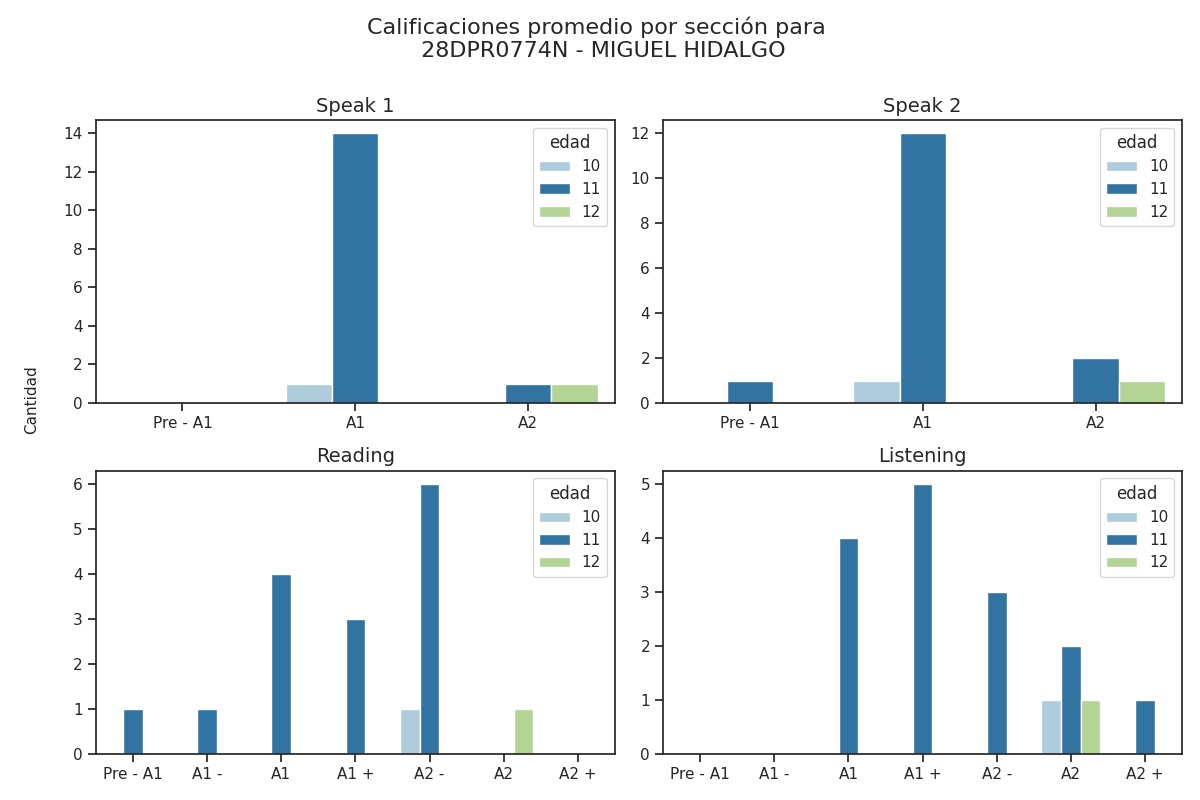 Calificaciones promedio por sección para
28DPR0774N - MIGUEL HIDALGO
Cantidad
Speak 1
14
12
10
8
6
4
2
0
Pre - A1
A1
A2
edad
10
11
12
Speak 2
12
10
8
6
4
2
0
Pre - A1
A1
A2
edad
10
11
12
Reading
6
5
4
3
2
1
0
Pre - A1
A1 -
A1
A1 +
A2 -
A2
A2 +
edad
10
11
12
Listening
5
4
3
2
1
0
Pre - A1
A1 -
A1
A1 +
A2 -
A2
A2 +
edad
10
11
12